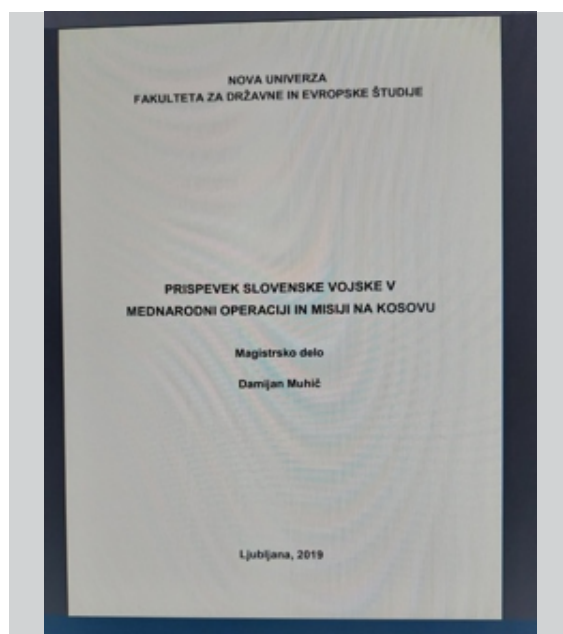 NOVA UNIVERZA
FAKULTETA ZA DRŽAVNE IN EVROPSKE ŠTUDIJE
PRISPEVEK SLOVENSKE VOJSKE V
MEDNARODNI OPERACIJI IN MISIJI NA KOSOVU
Magistrsko delo
Damijan Muhič
Ljubljana, 2019